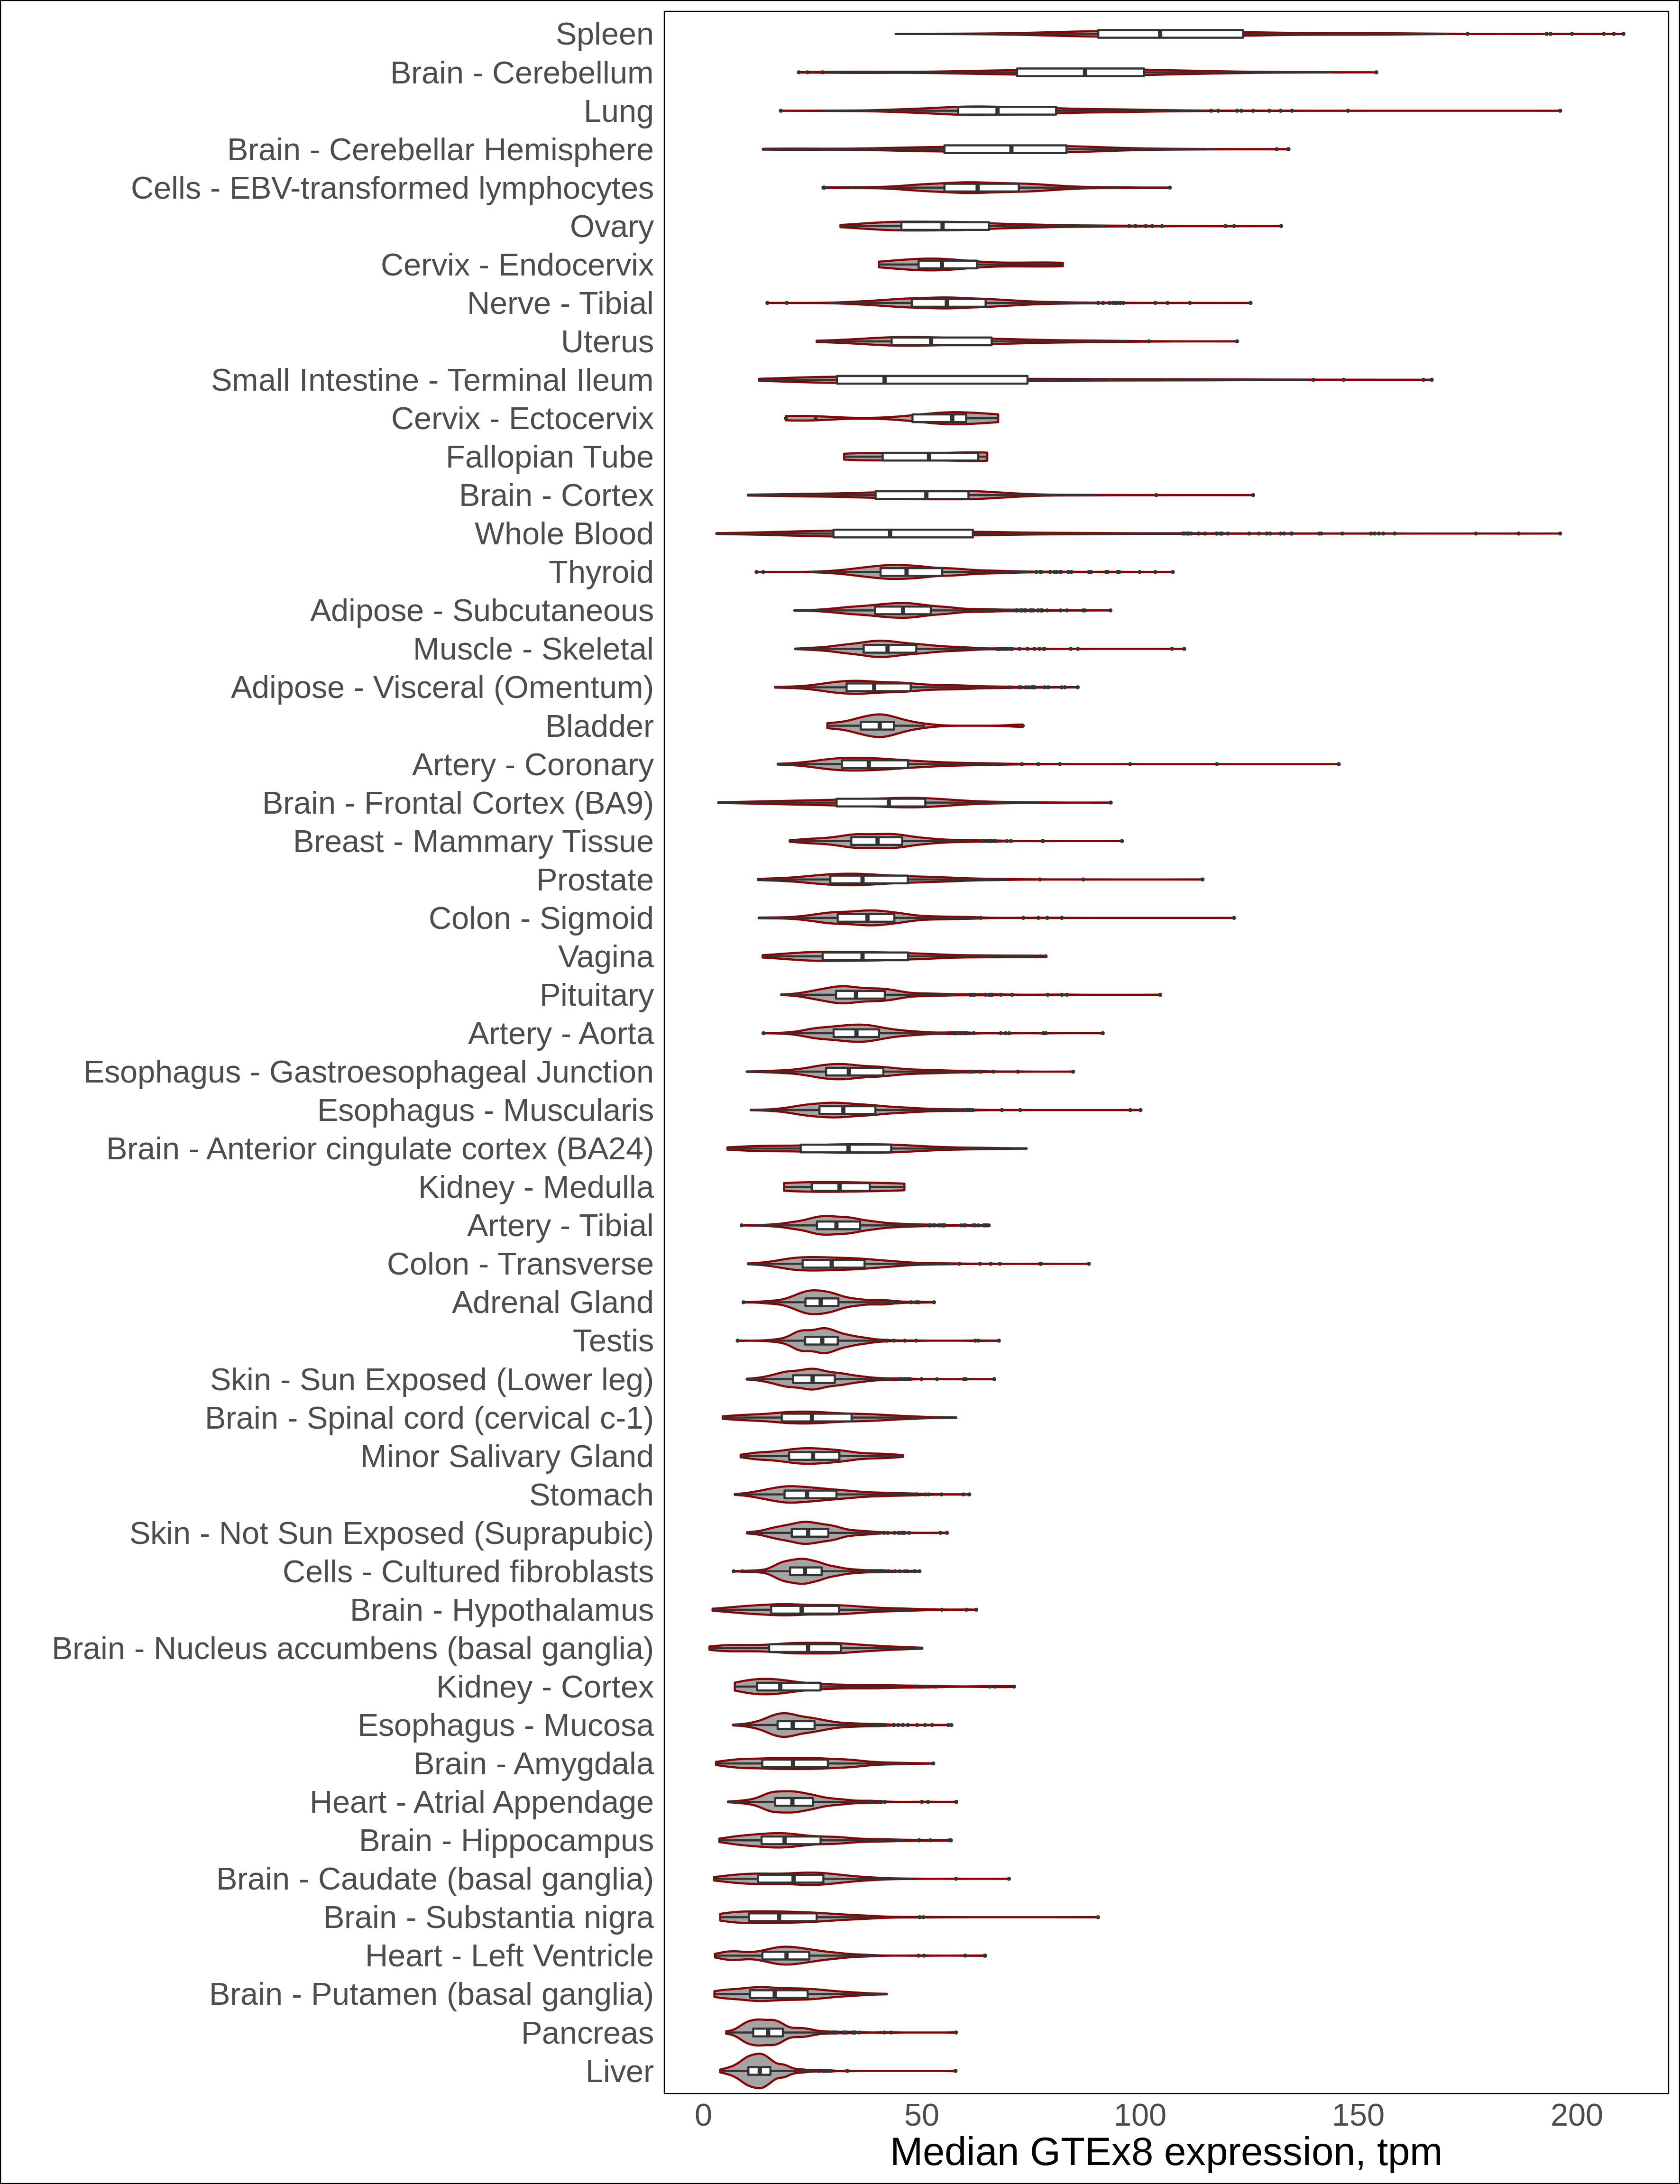 Spleen
Brain - Cerebellum
Lung
Brain - Cerebellar Hemisphere
Cells - EBV-transformed lymphocytes
Ovary
Cervix - Endocervix
Nerve - Tibial
Uterus
Small Intestine - Terminal Ileum
Cervix - Ectocervix
Fallopian Tube
Brain - Cortex
Whole Blood
Thyroid
Adipose - Subcutaneous
Muscle - Skeletal
Adipose - Visceral (Omentum)
Bladder
Artery - Coronary
Brain - Frontal Cortex (BA9)
Breast - Mammary Tissue
Prostate
Colon - Sigmoid
Vagina
Pituitary
Artery - Aorta
Esophagus - Gastroesophageal Junction
Esophagus - Muscularis
Brain - Anterior cingulate cortex (BA24)
Kidney - Medulla
Artery - Tibial
Colon - Transverse
Adrenal Gland
Testis
Skin - Sun Exposed (Lower leg)
Brain - Spinal cord (cervical c-1)
Minor Salivary Gland
Stomach
Skin - Not Sun Exposed (Suprapubic)
Cells - Cultured fibroblasts
Brain - Hypothalamus
Brain - Nucleus accumbens (basal ganglia)
Kidney - Cortex
Esophagus - Mucosa
Brain - Amygdala
Heart - Atrial Appendage
Brain - Hippocampus
Brain - Caudate (basal ganglia)
Brain - Substantia nigra
Heart - Left Ventricle
Brain - Putamen (basal ganglia)
Pancreas
Liver
0 50 100 150 200
Median GTEx8 expression, tpm